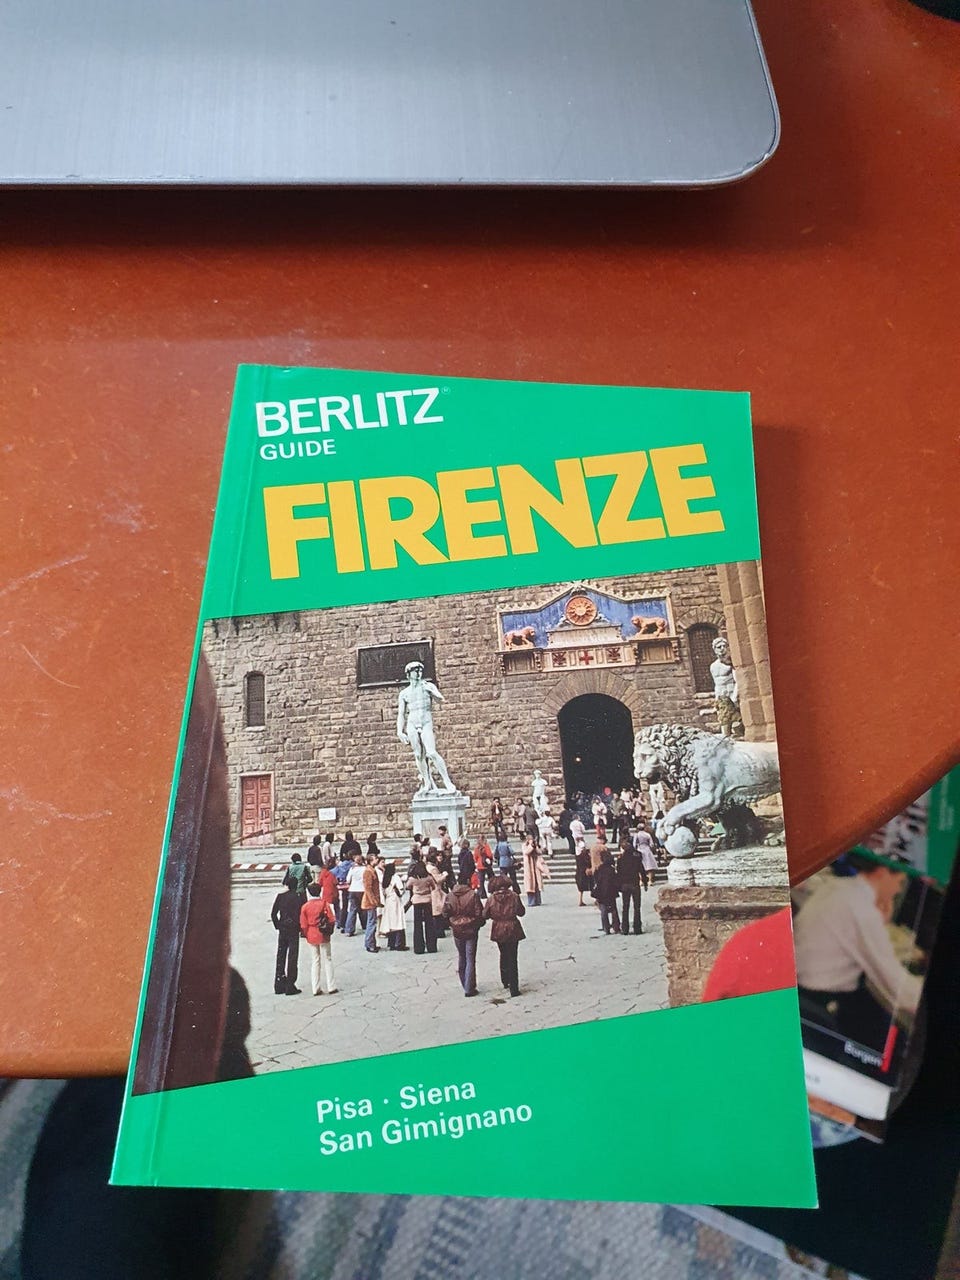 BERLITZ®
GUIDE
FIRENZE
Pisa · Siena
San Gimignano